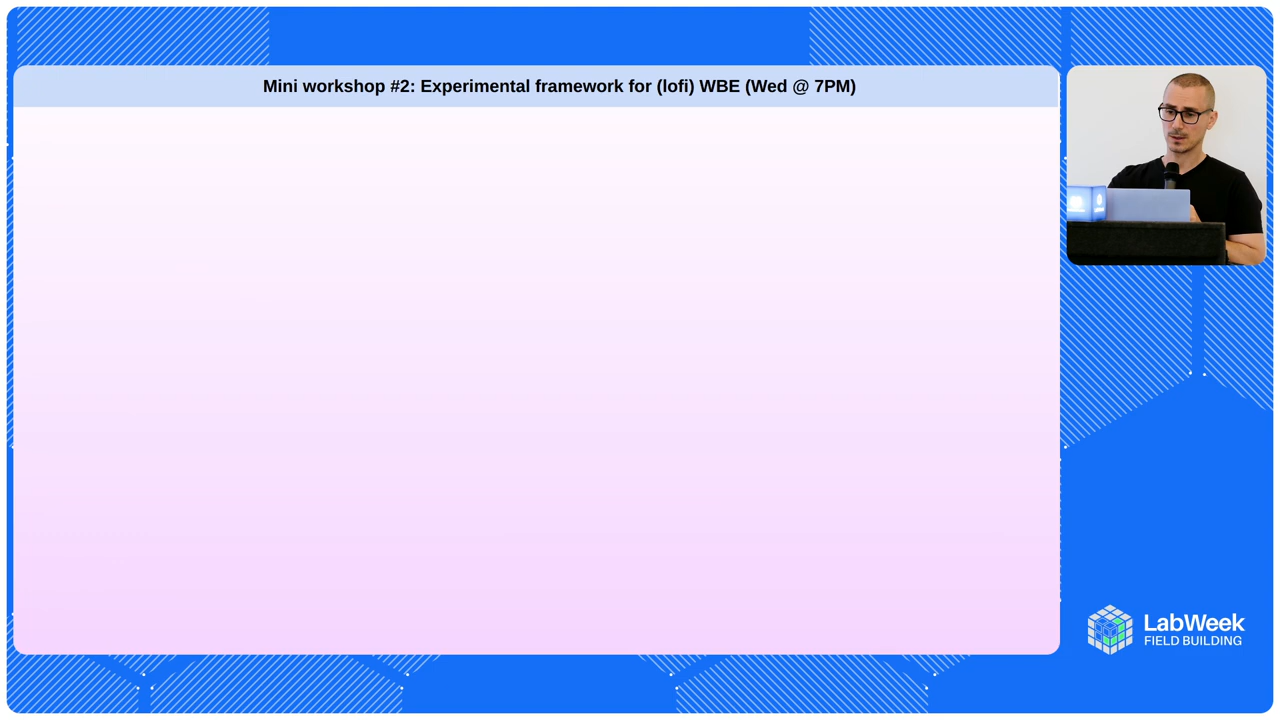 Mini workshop #2: Experimental framework for (lofi) WBE (Wed @ 7PM)
LabWeek
FIELD BUILDING